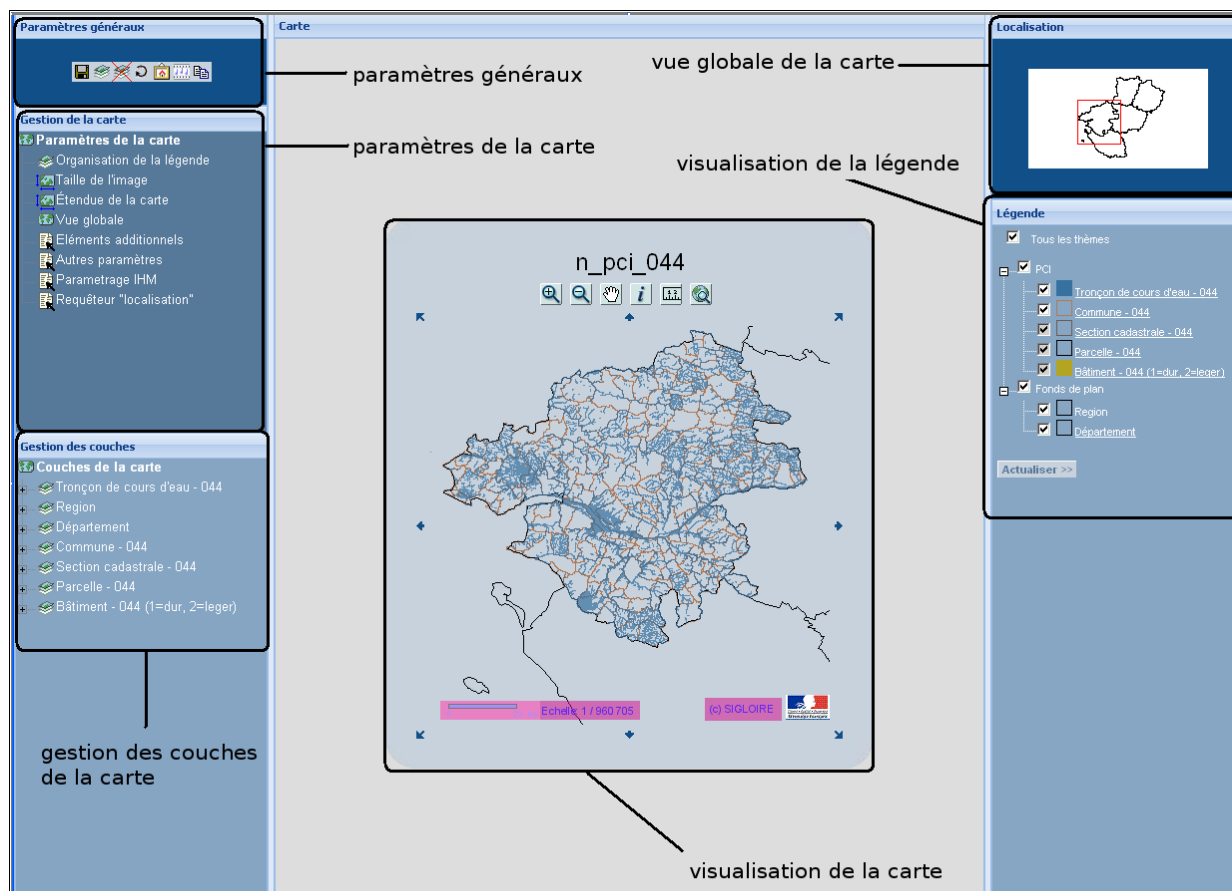 Paramètres généraux
paramètres généraux
Gestion de la carte
Paramètres de la carte
Organisation de la légende
Taille de l'image
Étendue de la carte
Vue globale
Eléments additionnels
Autres paramètres
Parametrage IHM
Requêteur "localisation"
paramètres de la carte
Gestion des couches
Couches de la carte
Tronçon de cours d'eau - 044
Region
Département
Commune - 044
Section cadastrale - 044
Parcelle - 044
Bâtiment - 044 (1=dur, 2=leger)
gestion des couches
de la carte
Carte
n_pci_044
Echelle: 1 / 960 705
(c) SIGLOIRE
visualisation de la carte
vue globale de la carte
visualisation de la légende
Localisation
Légende
Tous les thèmes
PCI
Tronçon de cours d'eau - 044
Commune - 044
Section cadastrale - 044
Parcelle - 044
Bâtiment - 044 (1=dur, 2=leger)
Fonds de plan
Region
Département
Actualiser >>